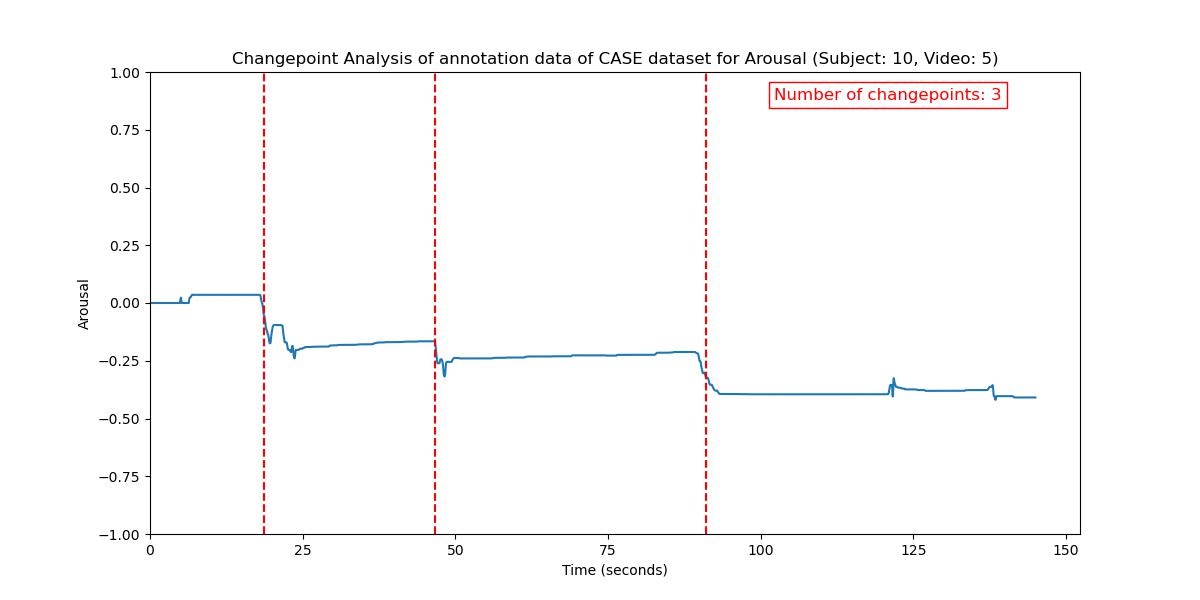 Changepoint Analysis of annotation data of CASE dataset for Arousal (Subject: 10, Video: 5)
Number of changepoints: 3
1.00
0.75
0.50
0.25
0.00
−0.25
−0.50
−0.75
−1.00
Arousal
0 25 50 75 100 125 150
Time (seconds)